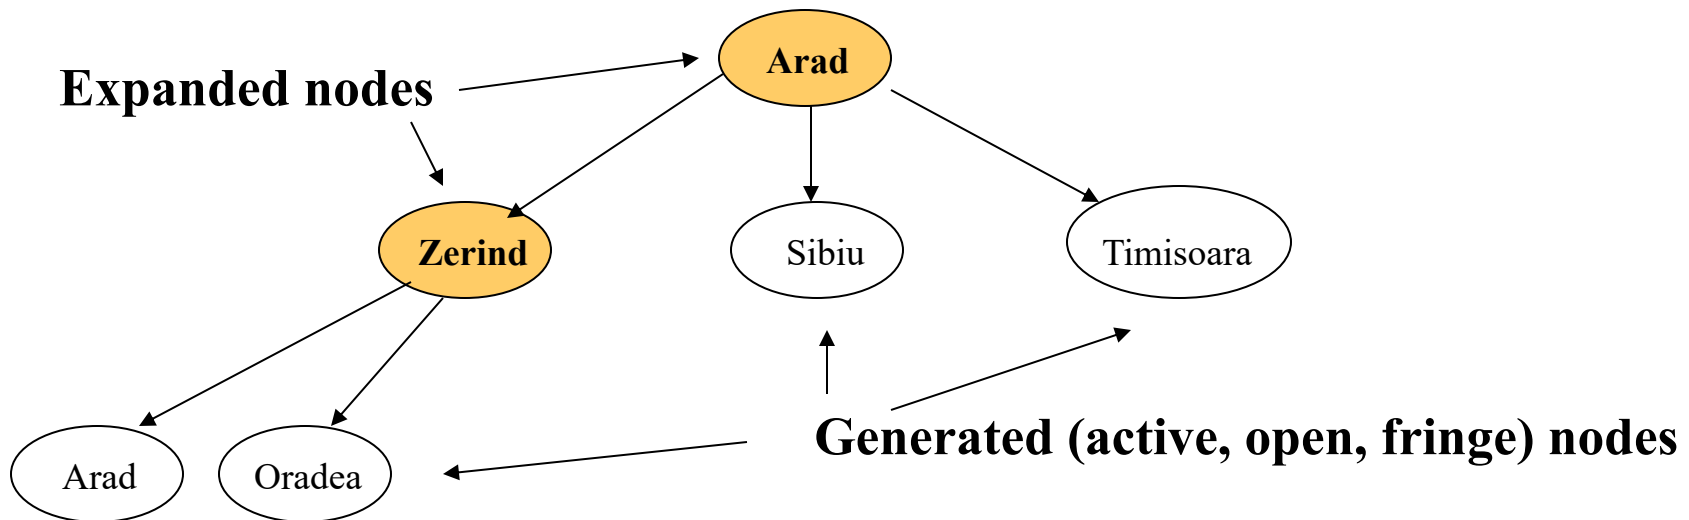 Arad
Expanded nodes
Zerind
Sibiu
Timisoara
Generated (active, open, fringe) nodes
Arad
Oradea